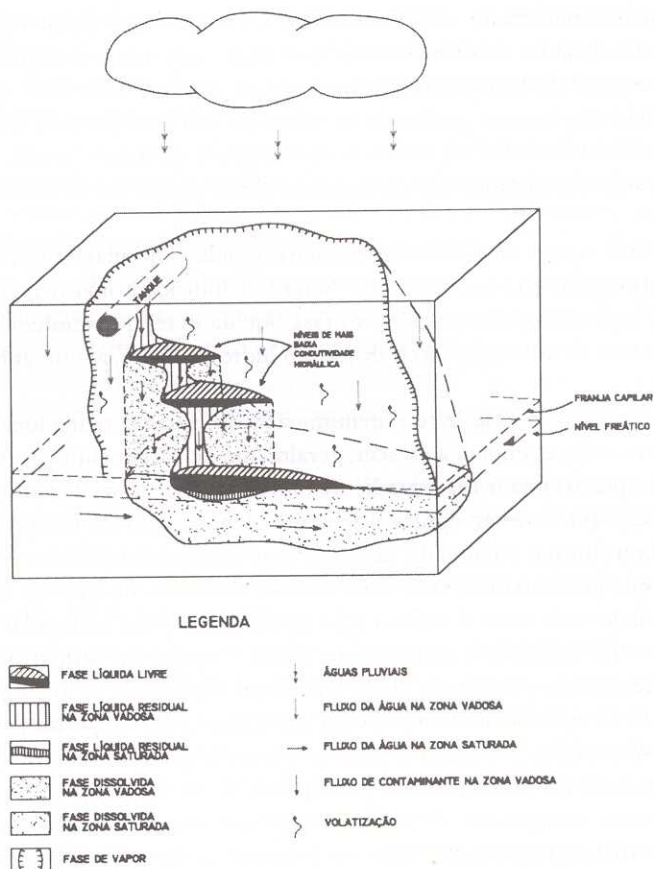 TANQUE
NÍVEIS DE MAIS
BAIXA
CONDUTIVIDADE
HIDRÁULICA
FRANJA CAPILAR
NÍVEL FREÁTICO
LEGENDA
FASE LÍQUIDA LIVRE
FASE LÍQUIDA RESIDUAL
NA ZONA VADOSA
FASE LÍQUIDA RESIDUAL
NA ZONA SATURADA
FASE DISSOLVIDA
NA ZONA VADOSA
FASE DISSOLVIDA
NA ZONA SATURADA
FASE DE VAPOR
ÁGUAS PLUVIAIS
FLUXO DA ÁGUA NA ZONA VADOSA
FLUXO DA ÁGUA NA ZONA SATURADA
FLUXO DE CONTAMINANTE NA ZONA VADOSA
VOLATIZAÇÃO